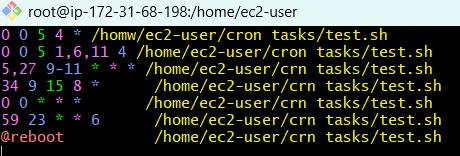 root@ip-172-31-68-198:/home/ec2-user
0 0 5 4 * /homw/ec2-user/cron tasks/test.sh
0 0 5 1,6,11 4 /home/ec2-user/crn tasks/test.sh
5,27 9-11 * * * /home/ec2-user/crn tasks/test.sh
34 9 15 8 * /home/ec2-user/crn tasks/test.sh
0 0 * * * /home/ec2-user/crn tasks/test.sh
59 23 * * 6 /home/ec2-user/crn tasks/test.sh
@reboot /home/ec2-user/crn tasks/test.sh